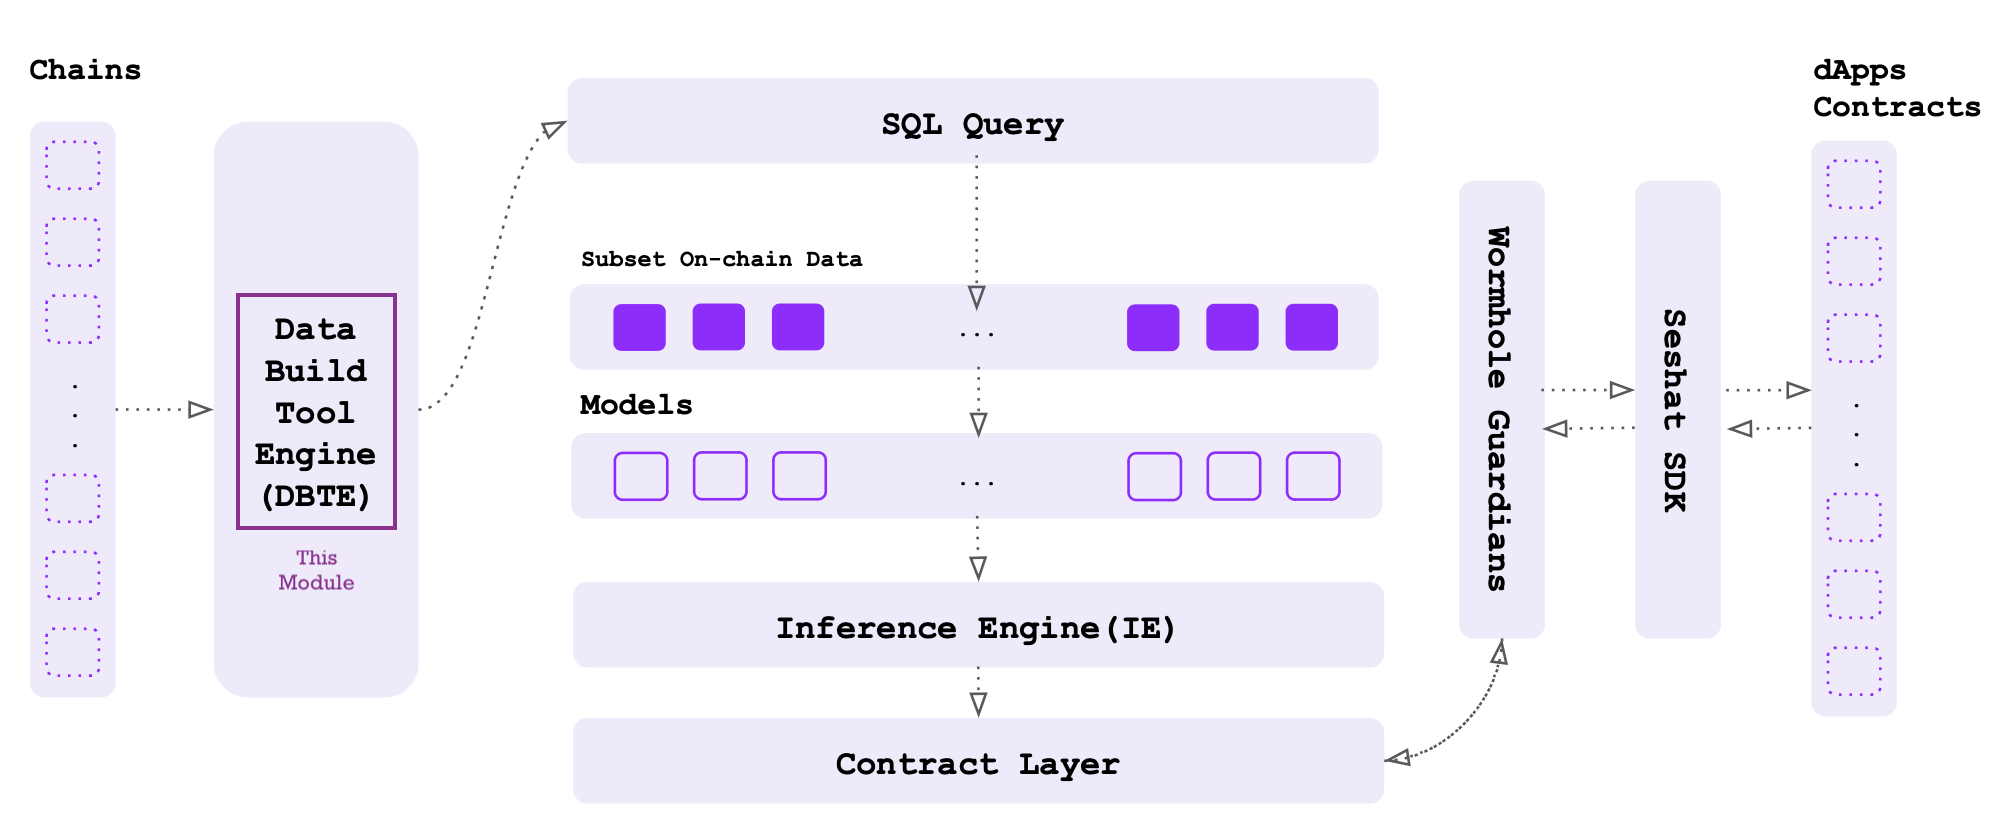 Chains
Data
Build
Tool
Engine
(DBTE)
This
Module
SQL Query
Subset On-chain Data
...
Models
...
Inference Engine(IE)
Contract Layer
Wormhole Guardians
Seshat SDK
dApps
Contracts